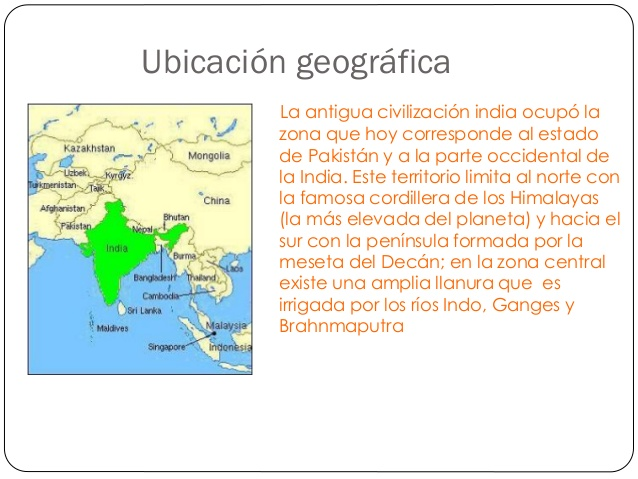 Ubicación geográfica
La antigua civilización india ocupó la
zona que hoy corresponde al estado
de Pakistán y a la parte occidental de
la India. Este territorio limita al norte con
la famosa cordillera de los Himalayas
(la más elevada del planeta) y hacia el
sur con la península formada por la
meseta del Decán; en la zona central
existe una amplia llanura que es
irrigada por los ríos Indo, Ganges y
Brahnmaputra
Kazakhstan
Mongolia
Uzbek.
Kyrgyz.
Turkmenistan
Tajik.
China
Afghanistan
Pakistan
Nepal
Bhutan
India
Burma
Laos
Bangladesh
Thailand
Cambodia
Sri Lanka
Maldives
Malaysia
Singapore
Indonesia